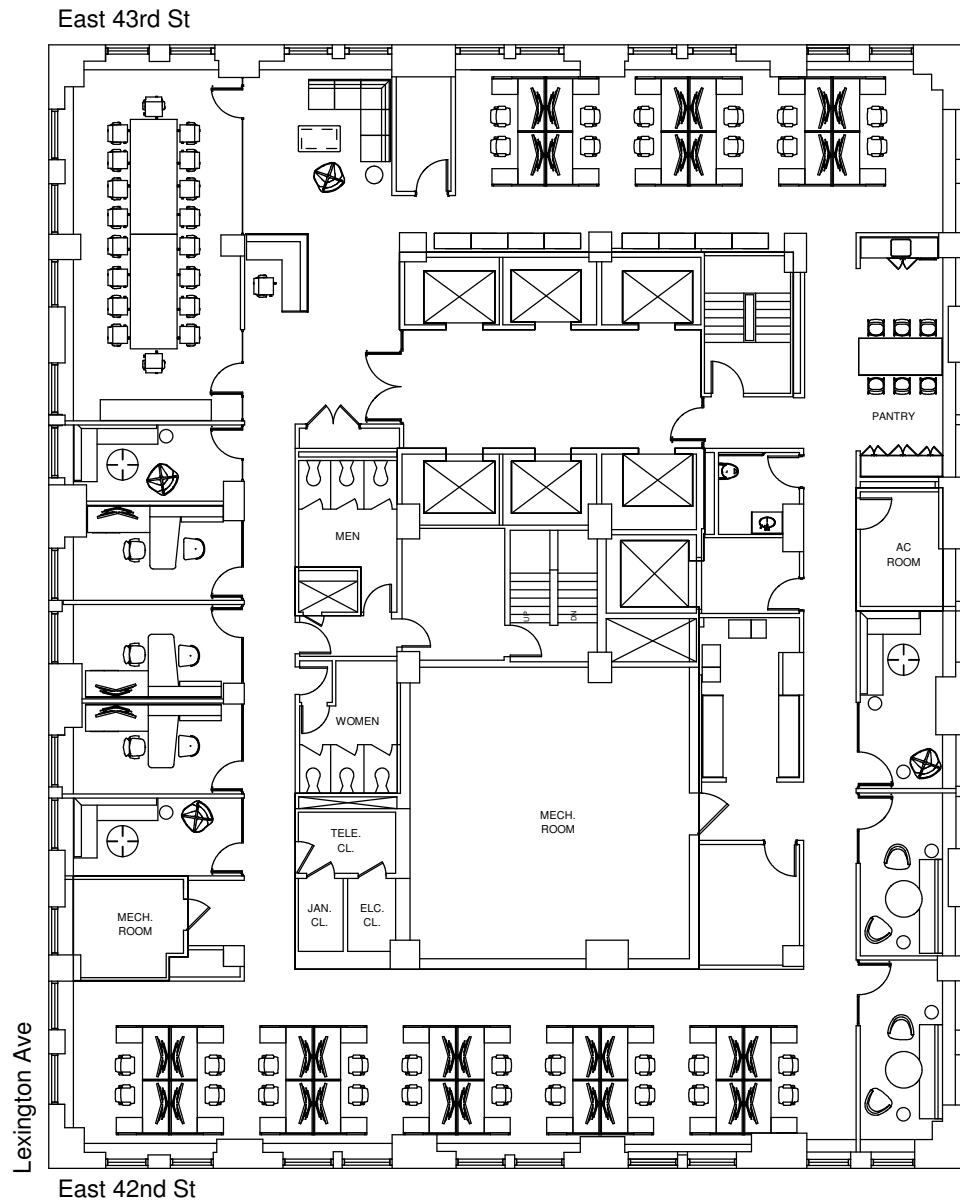 East 43rd St
PANTRY
MEN
AC
ROOM
UP
DN
WOMEN
MECH.
ROOM
TELE.
CL.
JAN.
CL.
ELC.
CL.
MECH.
ROOM
Lexington Ave
East 42nd St